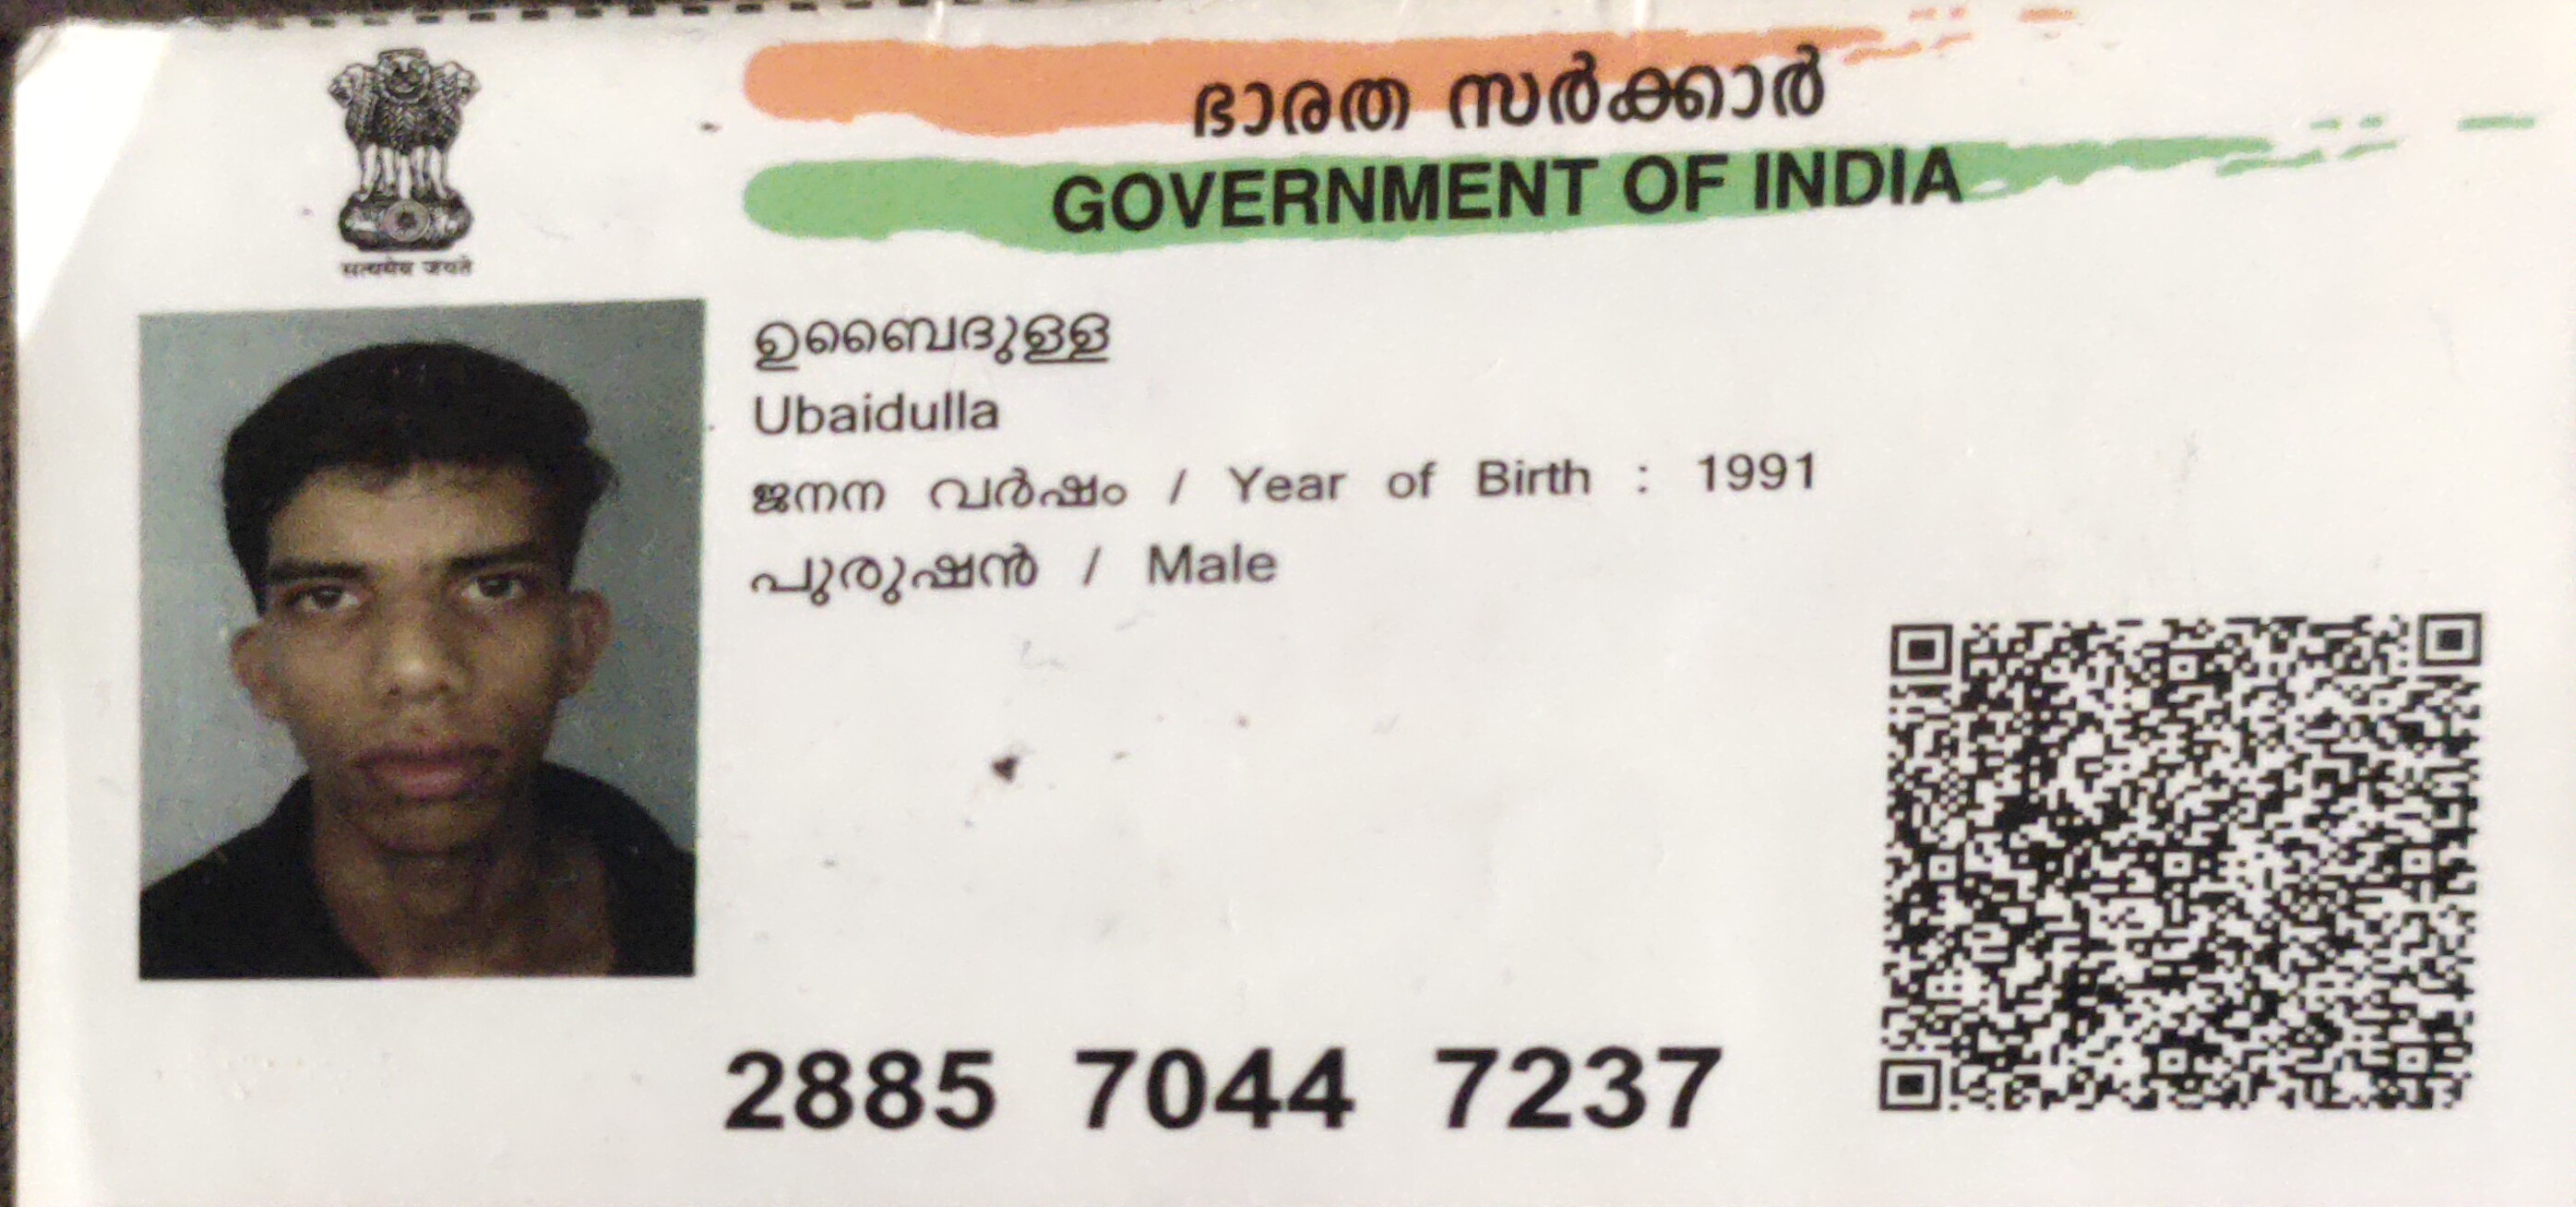 ഭാരത സർക്കാർ
GOVERNMENT OF INDIA
सत्यमेव जयते
ഉബൈദുള്ള
Ubaidulla
ജനന വർഷം / Year of Birth : 1991
പുരുഷൻ / Male
2885 7044 7237